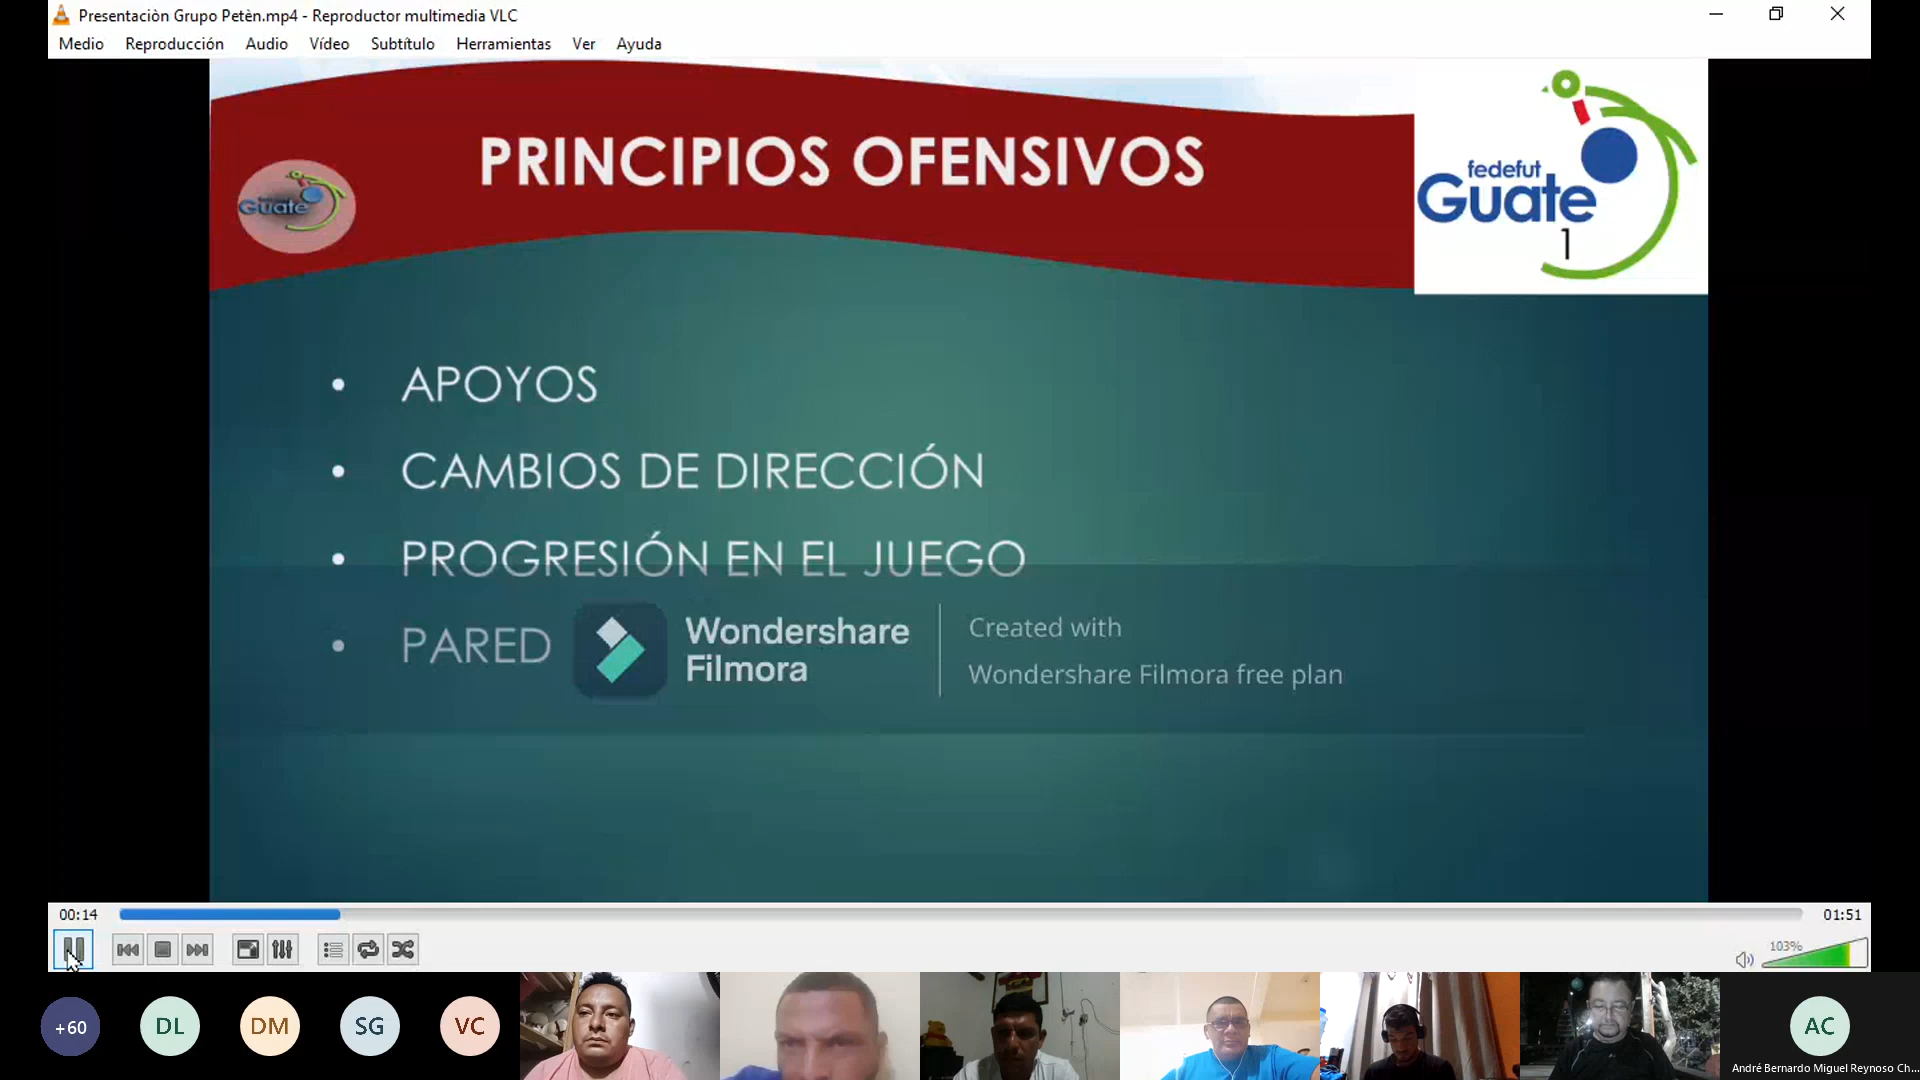 Presentaciòn Grupo Petèn.mp4 - Reproductor multimedia VLC
Medio Reproducción Audio Vídeo Subtítulo Herramientas Ver Ayuda
PRINCIPIOS OFENSIVOS
Guate
fedefut
Guate
1
• APOYOS
• CAMBIOS DE DIRECCIÓN
• PROGRESIÓN EN EL JUEGO
• PARED
Wondershare
Filmora
Created with
Wondershare Filmora free plan
00:14
01:51
103%
+60
DL
DM
SG
VC
AC
André Bernardo Miguel Reynoso Ch...